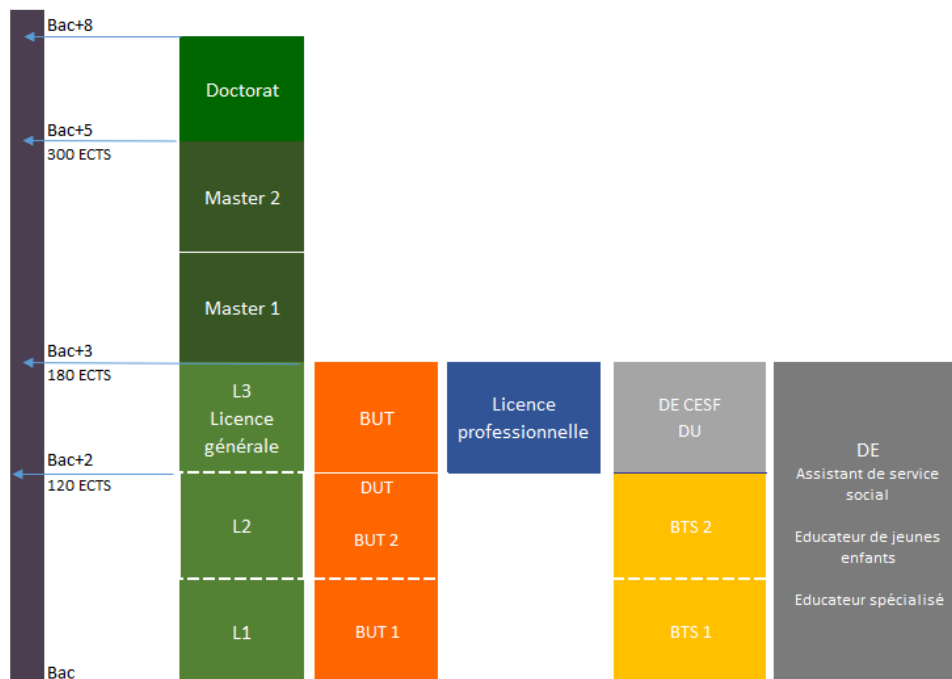 Bac+8
Doctorat
Bac+5
300 ECTS
Master 2
Master 1
Bac+3
180 ECTS
L3
Licence
générale
BUT
Licence
professionnelle
DE CESF
DU
Bac+2
120 ECTS
DUT
L2
BUT 2
BTS 2
DE
Assistant de service
social
Educateur de jeunes
enfants
Educateur spécialisé
L1
BUT 1
BTS 1
Bac